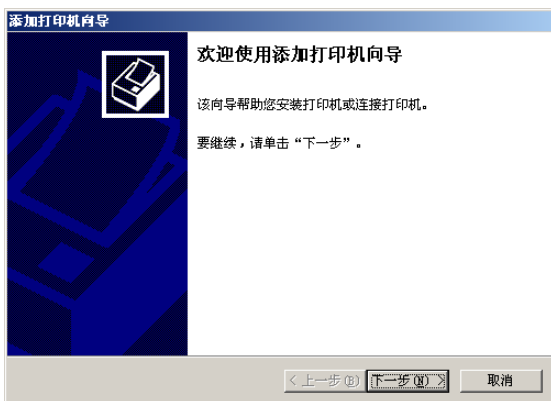 添加打印机向导
欢迎使用添加打印机向导
该向导帮助您安装打印机或连接打印机。
要继续，请单击“下一步”。
< 上一步(B)
下一步(N) >
取消